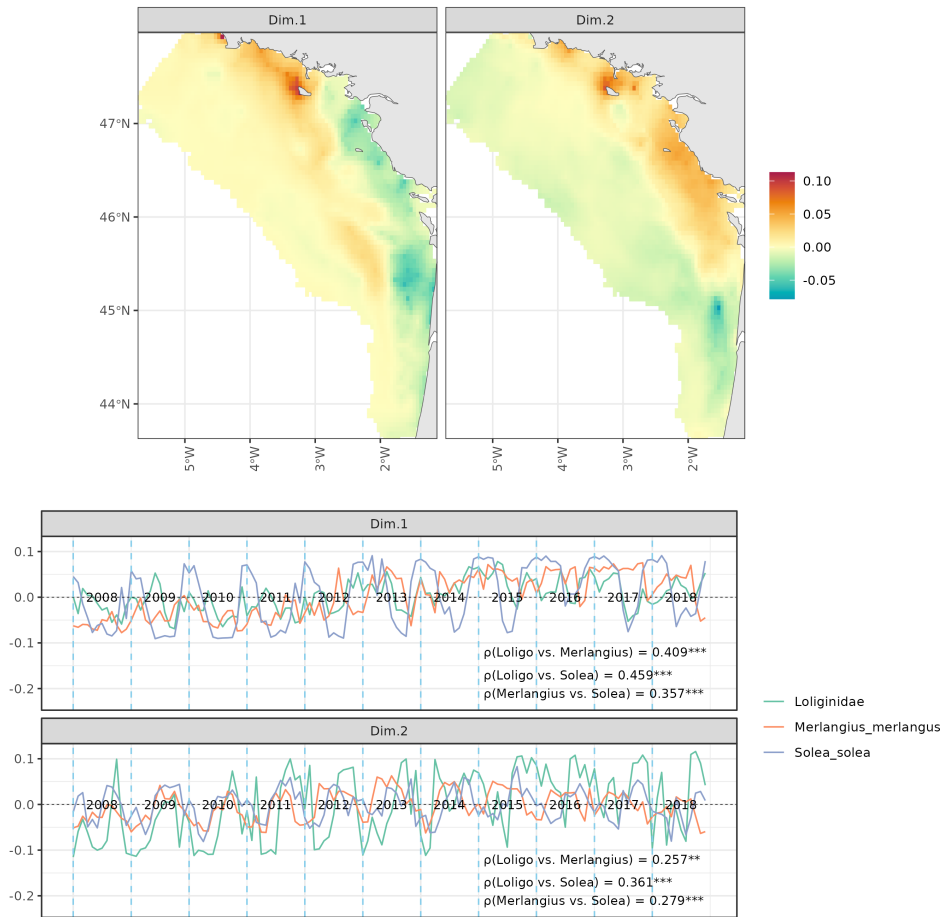 Dim.1 Dim.2
47°N
46°N
45°N
44°N
5°W 4°W 3°W 2°W 5°W 4°W 3°W 2°W
0.10
0.05
0.00
-0.05
Dim.1
0.1
0.0
-0.1
-0.2
2008 2009 2010 2011 2012 2013 2014 2015 2016 2017 2018
ρ(Loligo vs. Merlangius) = 0.409***
ρ(Loligo vs. Solea) = 0.459***
ρ(Merlangius vs. Solea) = 0.357***
Dim.2
0.1
0.0
-0.1
-0.2
2008 2009 2010 2011 2012 2013 2014 2015 2016 2017 2018
ρ(Loligo vs. Merlangius) = 0.257**
ρ(Loligo vs. Solea) = 0.361***
ρ(Merlangius vs. Solea) = 0.279***
Loliginidae
Merlangius_merlangus
Solea_solea